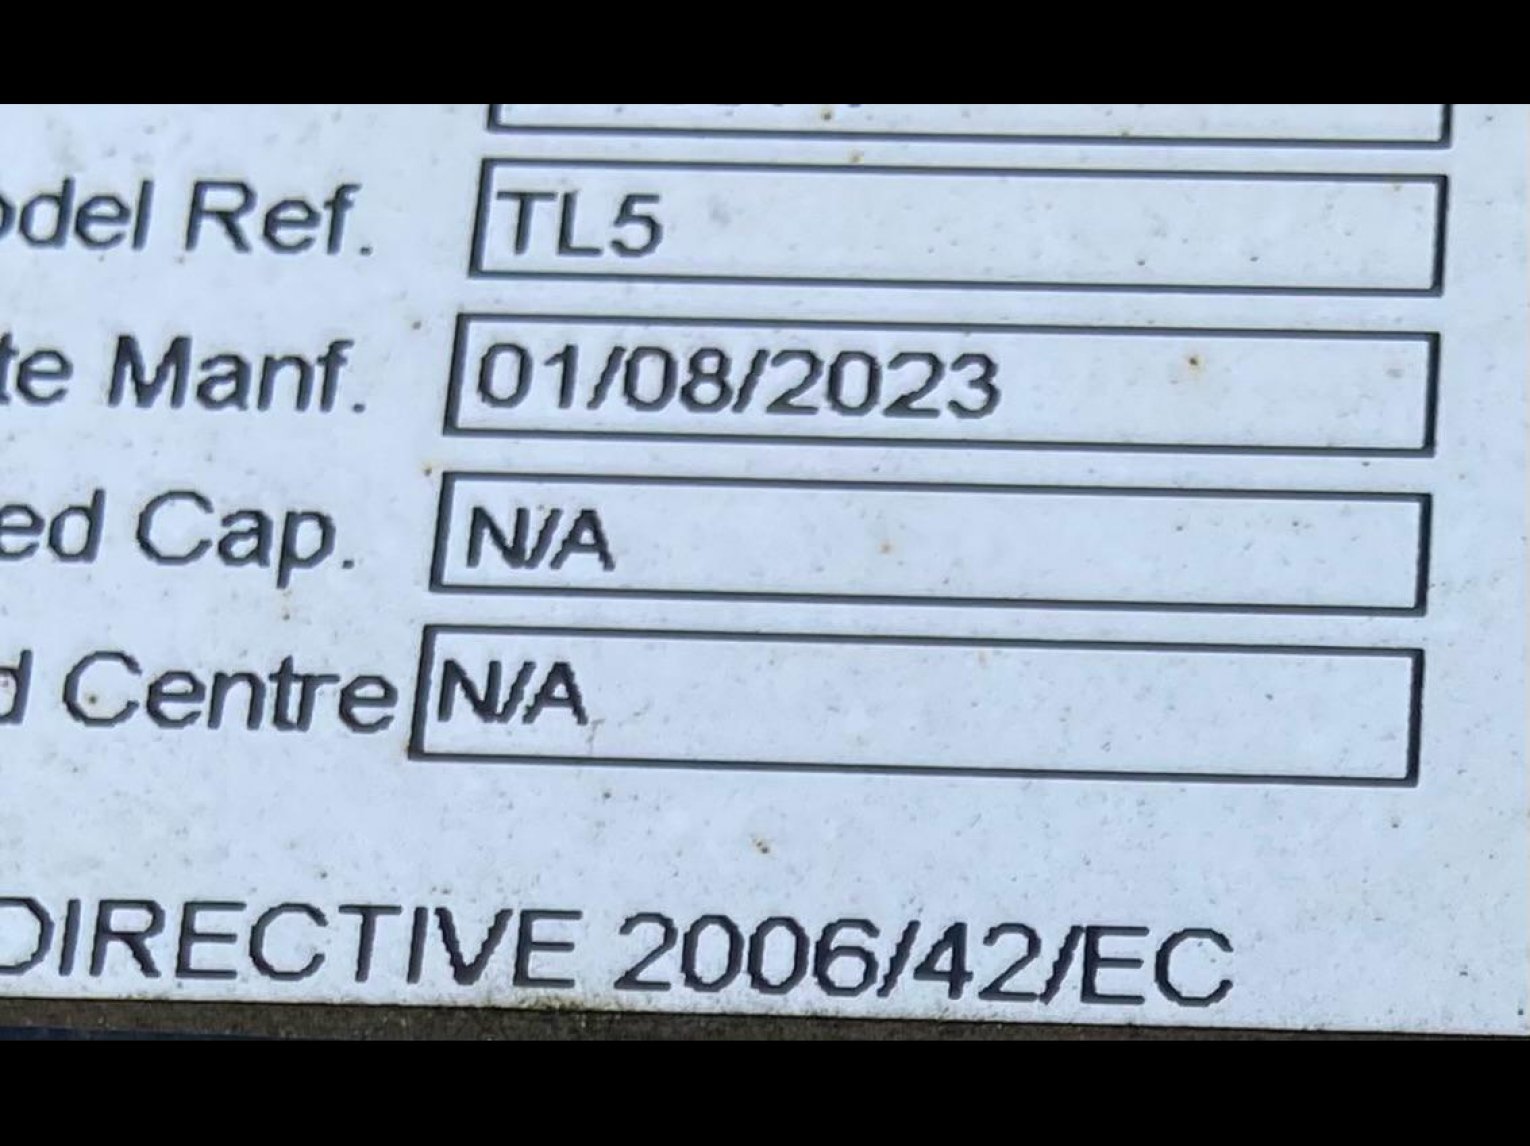 odel Ref. TL5
te Manf. 01/08/2023
ed Cap. N/A
d Centre N/A
DIRECTIVE 2006/42/EC